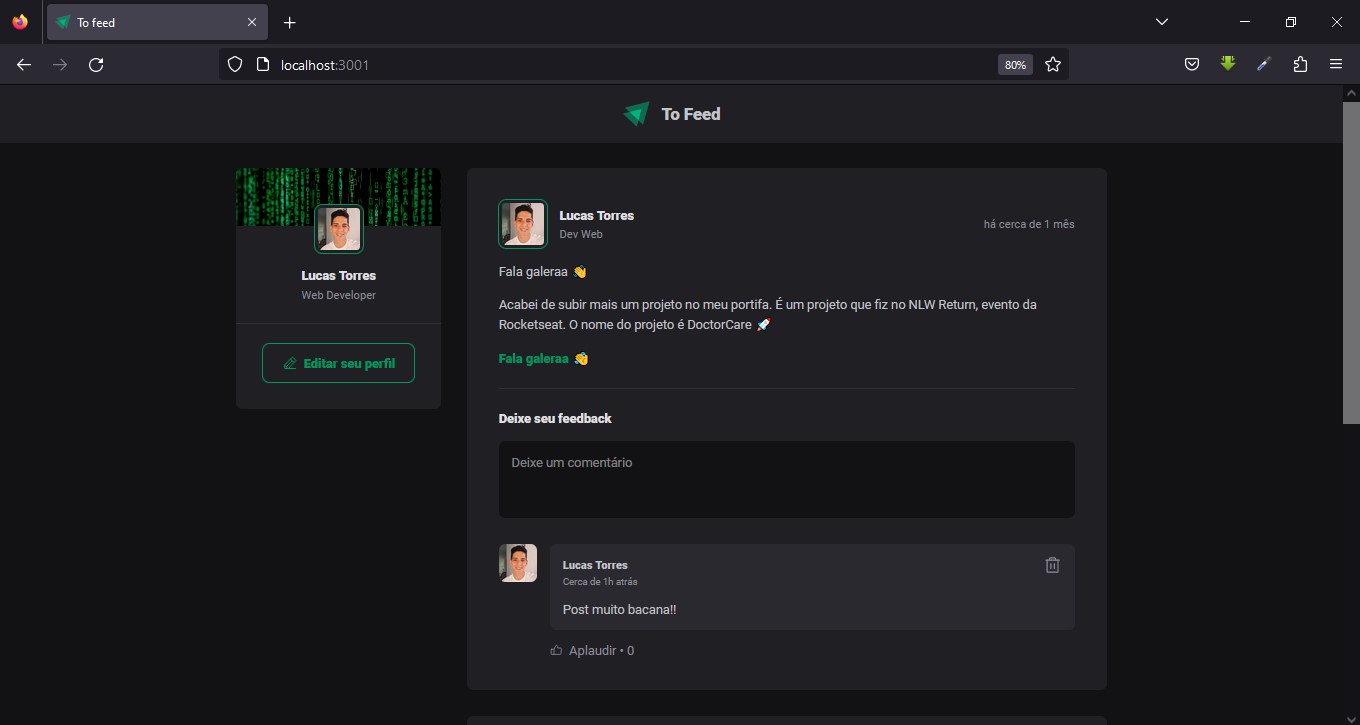 To feed
localhost:3001
80%
To Feed
Lucas Torres
Web Developer
Editar seu perfil
Lucas Torres
Dev Web
há cerca de 1 mês
Fala galeraa 👋
Acabei de subir mais um projeto no meu portifa. É um projeto que fiz no NLW Return, evento da
Rocketseat. O nome do projeto é DoctorCare 🚀
Fala galeraa 👋
Deixe seu feedback
Deixe um comentário
Lucas Torres
Cerca de 1h atrás
Post muito bacana!!
Aplaudir • 0